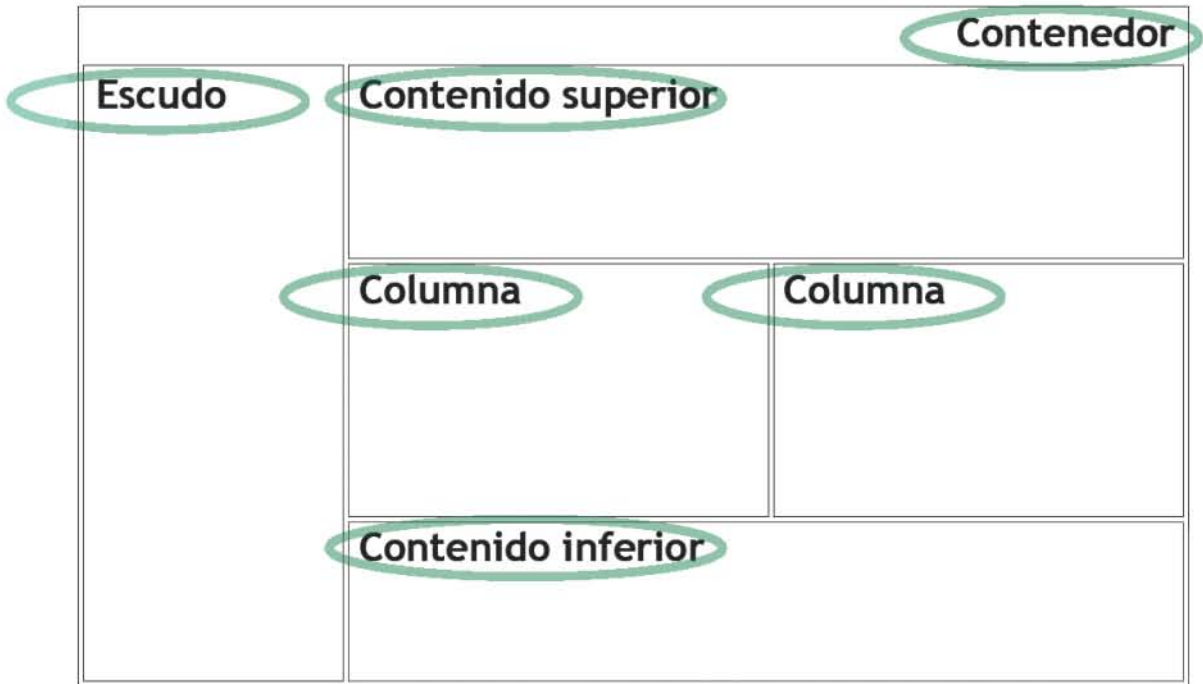 Contenedor
Escudo
Contenido superior
Columna
Columna
Contenido inferior